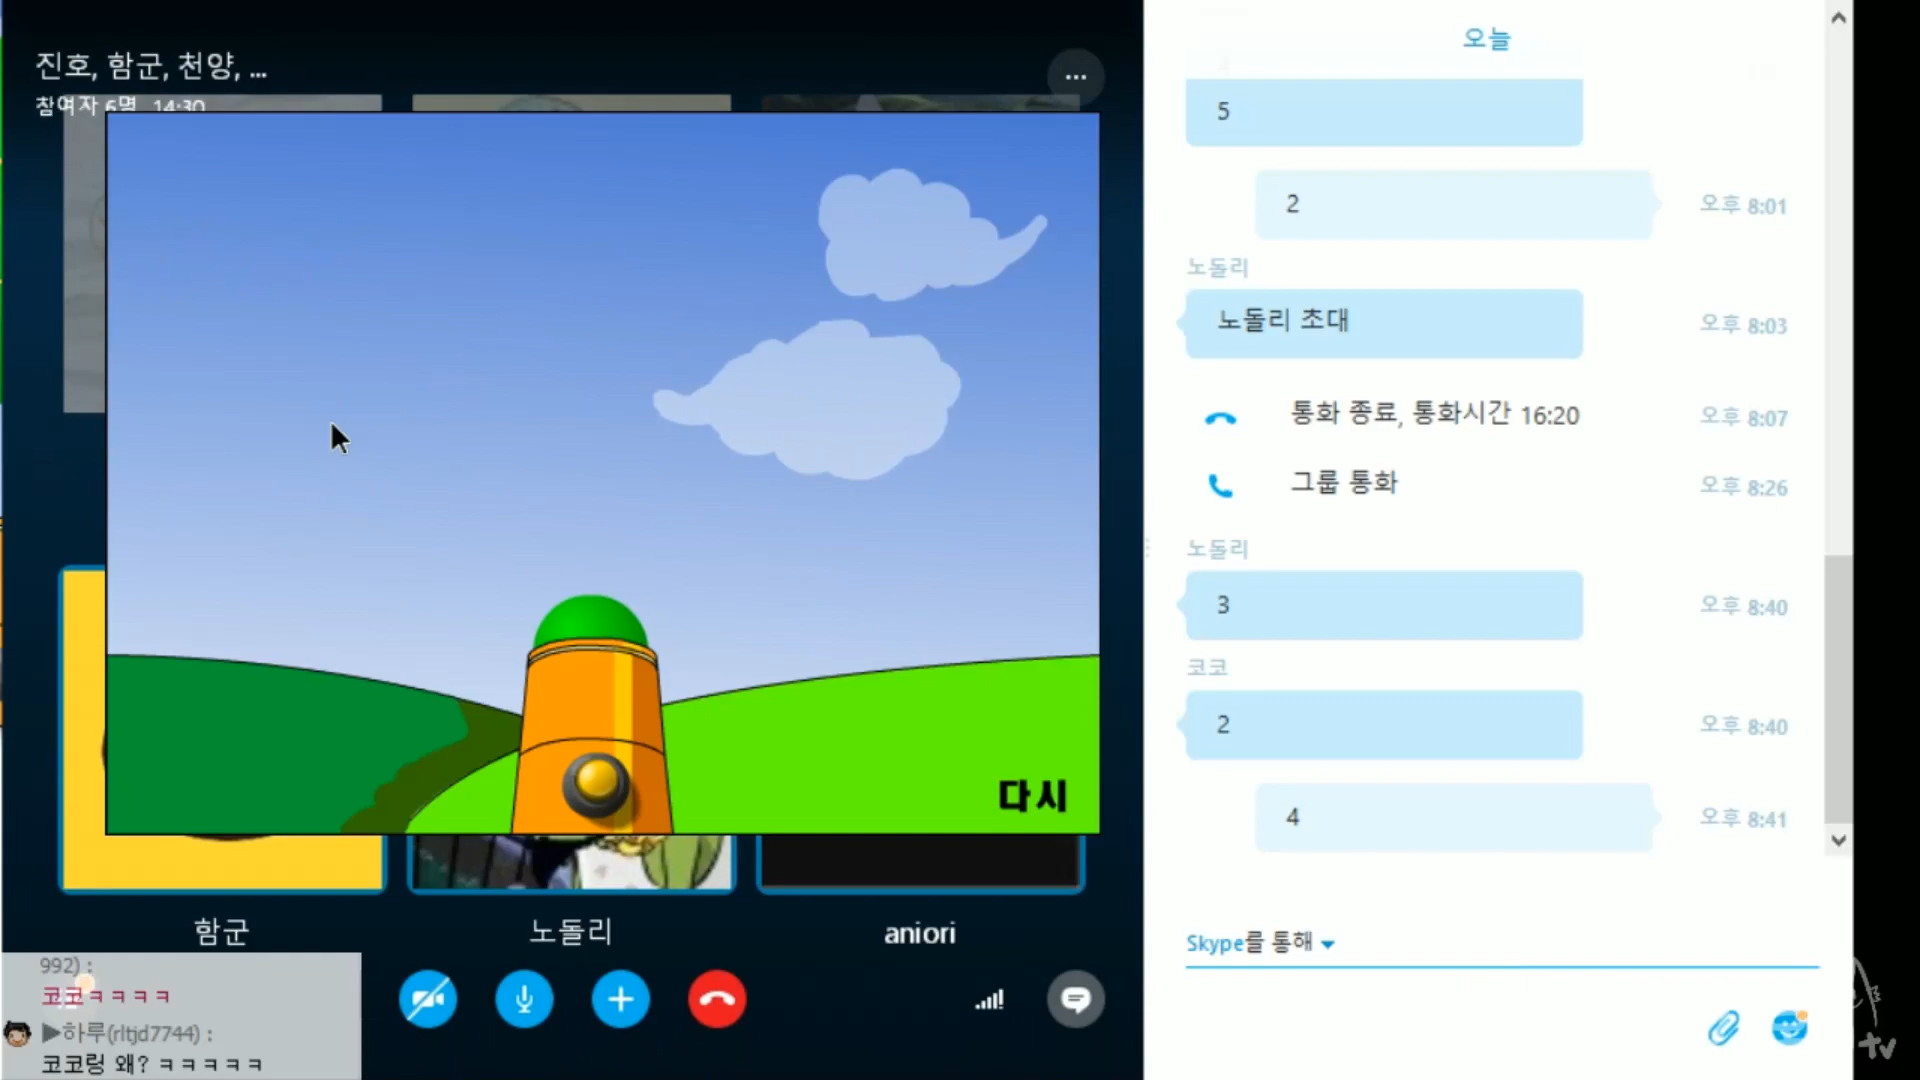 진호, 함군, 천양, ...
참여자 6명 14:30
다시
함군
노돌리
aniori
992) :
코코ㅋㅋㅋㅋ
▶하루(rltjd7744) :
코코링 왜? ㅋㅋㅋㅋㅋ
오늘
5
2
오후 8:01
노돌리
노돌리 초대
오후 8:03
통화 종료, 통화시간 16:20
오후 8:07
그룹 통화
오후 8:26
노돌리
3
오후 8:40
코코
2
오후 8:40
4
오후 8:41
Skype를 통해
tv